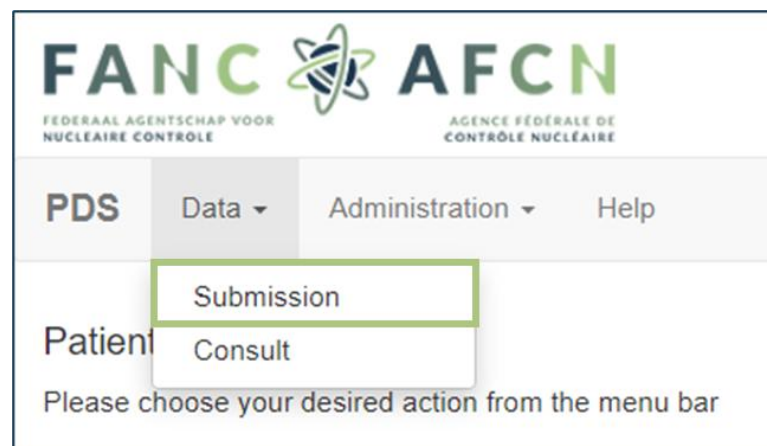 FANC AFCN
FEDERAAL AGENTSCHAP VOOR
NUCLEAIRE CONTROLE
AGENCE FÉDÉRALE DE
CONTRÔLE NUCLÉAIRE
PDS Data Administration Help
Submission
Patient
Consult
Please choose your desired action from the menu bar